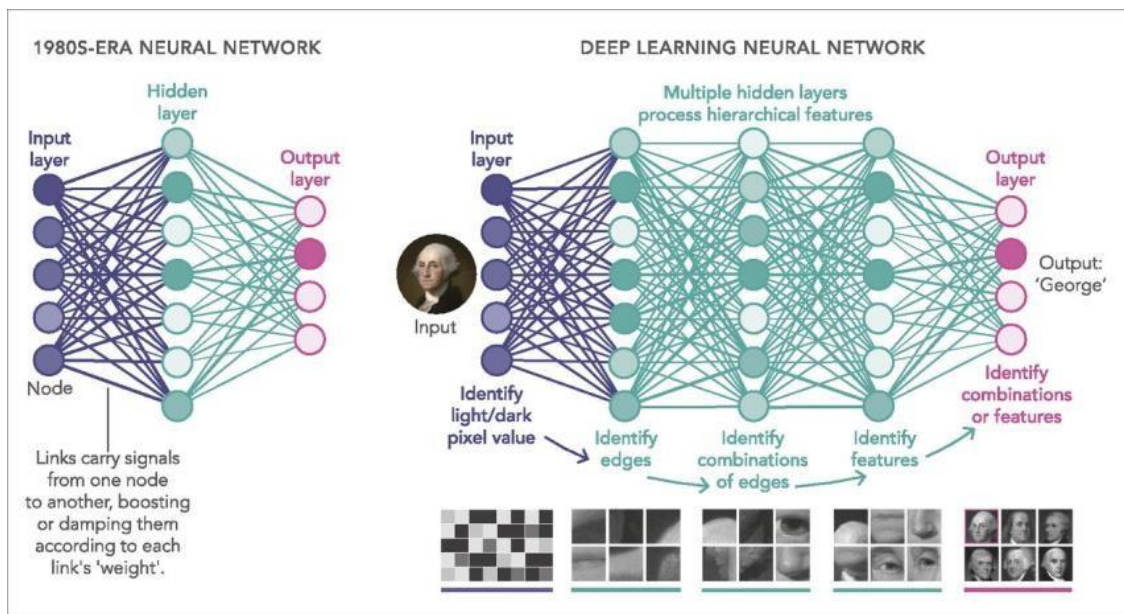 1980S-ERA NEURAL NETWORK
Hidden
layer
Input
layer
Output
layer
Node
Links carry signals
from one node
to another, boosting
or damping them
according to each
link's 'weight'.
DEEP LEARNING NEURAL NETWORK
Multiple hidden layers
process hierarchical features
Input
layer
Output
layer
Input
Output:
'George'
Identify
light/dark
pixel value
Identify
edges
Identify
combinations
of edges
Identify
features
Identify
combinations
or features